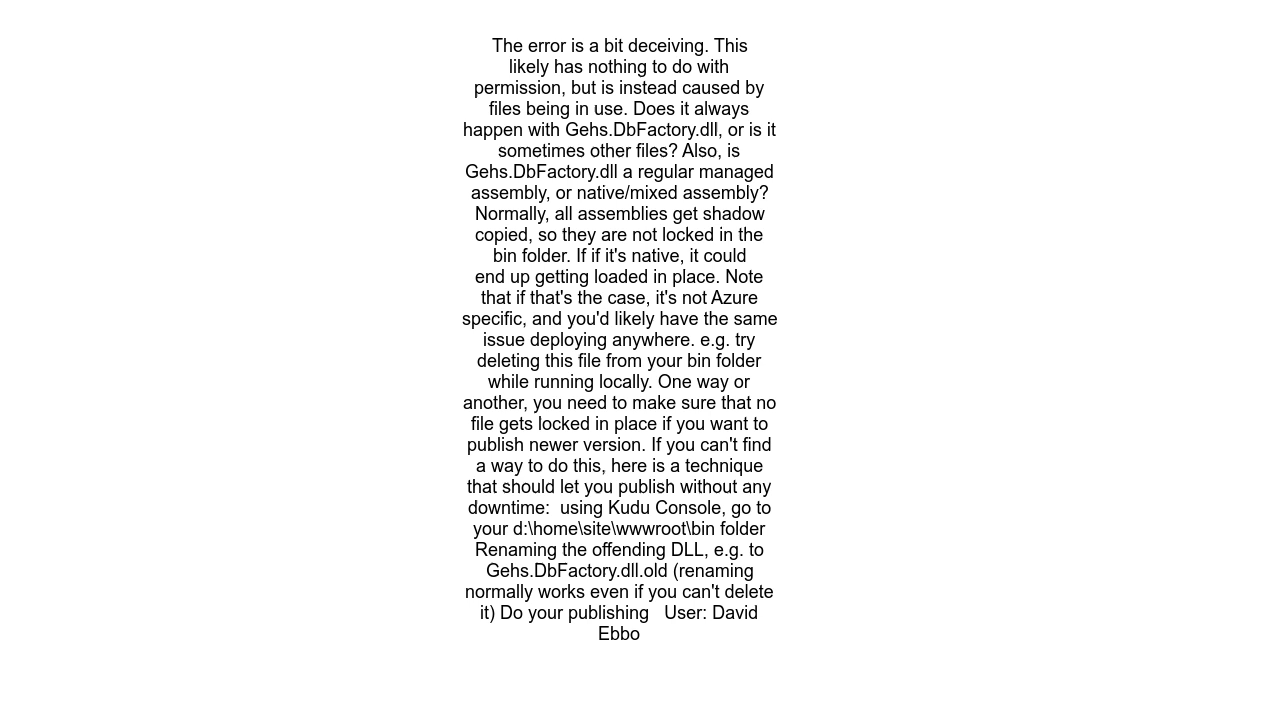 The error is a bit deceiving. This
likely has nothing to do with
permission, but is instead caused by
files being in use. Does it always
happen with Gehs.DbFactory.dll, or is it
sometimes other files? Also, is
Gehs.DbFactory.dll a regular managed
assembly, or native/mixed assembly?
Normally, all assemblies get shadow
copied, so they are not locked in the
bin folder. If if it's native, it could
end up getting loaded in place. Note
that if that's the case, it's not Azure
specific, and you'd likely have the same
issue deploying anywhere. e.g. try
deleting this file from your bin folder
while running locally. One way or
another, you need to make sure that no
file gets locked in place if you want to
publish newer version. If you can't find
a way to do this, here is a technique
that should let you publish without any
downtime:  using Kudu Console, go to
your d:\home\site\wwwroot\bin folder
Renaming the offending DLL, e.g. to
Gehs.DbFactory.dll.old (renaming
normally works even if you can't delete
it) Do your publishing   User: David
Ebbo